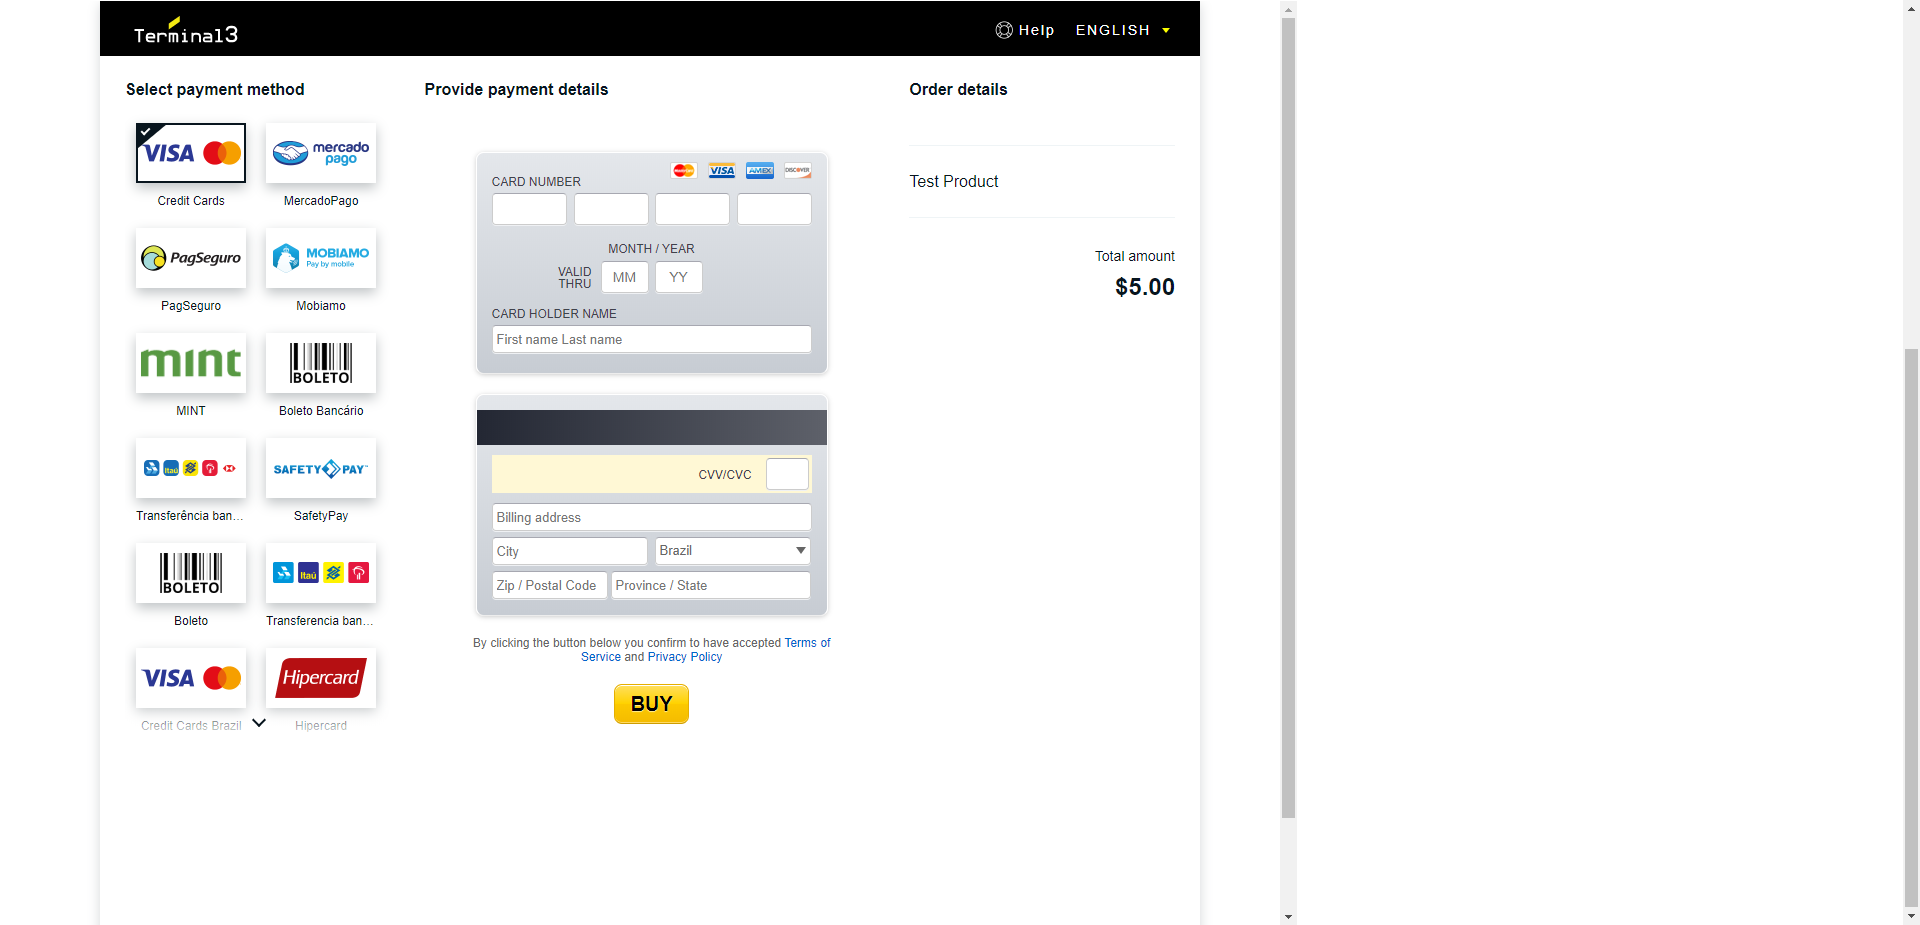 Terminal3
Help
ENGLISH
Select payment method
Provide payment details
Order details
VISA
mercado
pago
Credit Cards
MercadoPago
PagSeguro
MOBIAMO
Pay by mobile
PagSeguro
Mobiamo
mint
BOLETO
MINT
Boleto Bancário
Itaú
SAFETY PAY
Transferência ban...
SafetyPay
BOLETO
Itaú
Boleto
Transferencia ban...
VISA
Hipercard
Credit Cards Brazil
Hipercard
CARD NUMBER
VISA
AMEX
DISCOVER
MONTH / YEAR
VALID
THRU
MM
YY
CARD HOLDER NAME
First name Last name
CVV/CVC
Billing address
City
Brazil
Zip / Postal Code
Province / State
By clicking the button below you confirm to have accepted Terms of
Service and Privacy Policy
BUY
Test Product
Total amount
$5.00